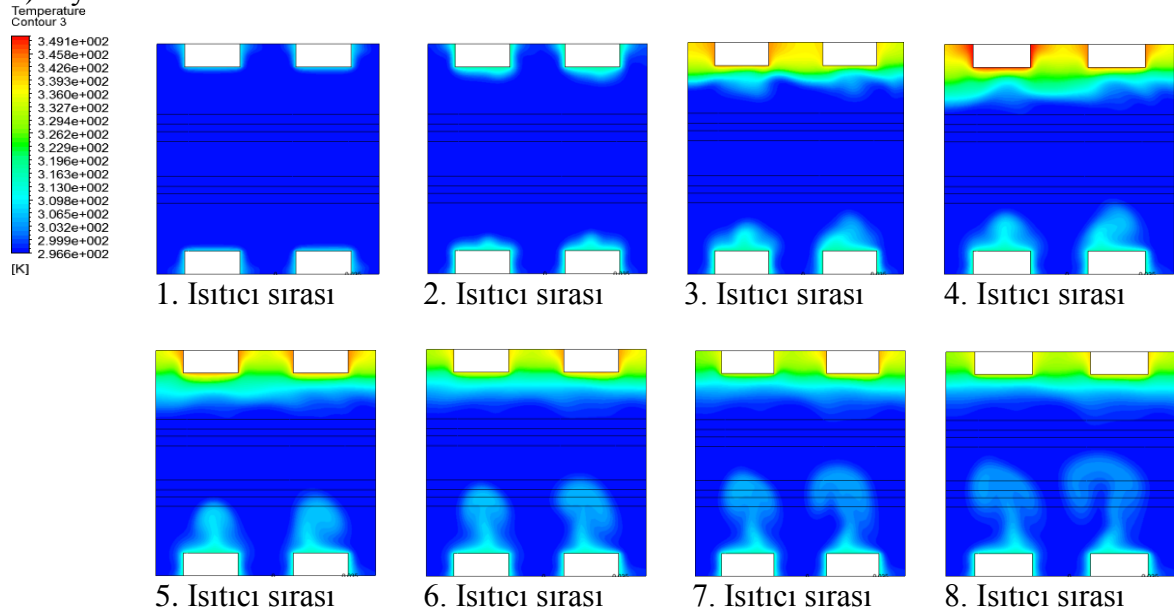 Temperature
Contour 3
3.491e+002
3.458e+002
3.426e+002
3.393e+002
3.360e+002
3.327e+002
3.294e+002
3.262e+002
3.229e+002
3.196e+002
3.163e+002
3.130e+002
3.098e+002
3.065e+002
3.032e+002
2.999e+002
2.966e+002
[K]
1. Isıtıcı sırası
2. Isıtıcı sırası
3. Isıtıcı sırası
4. Isıtıcı sırası
5. Isıtıcı sırası
6. Isıtıcı sırası
7. Isıtıcı sırası
8. Isıtıcı sırası